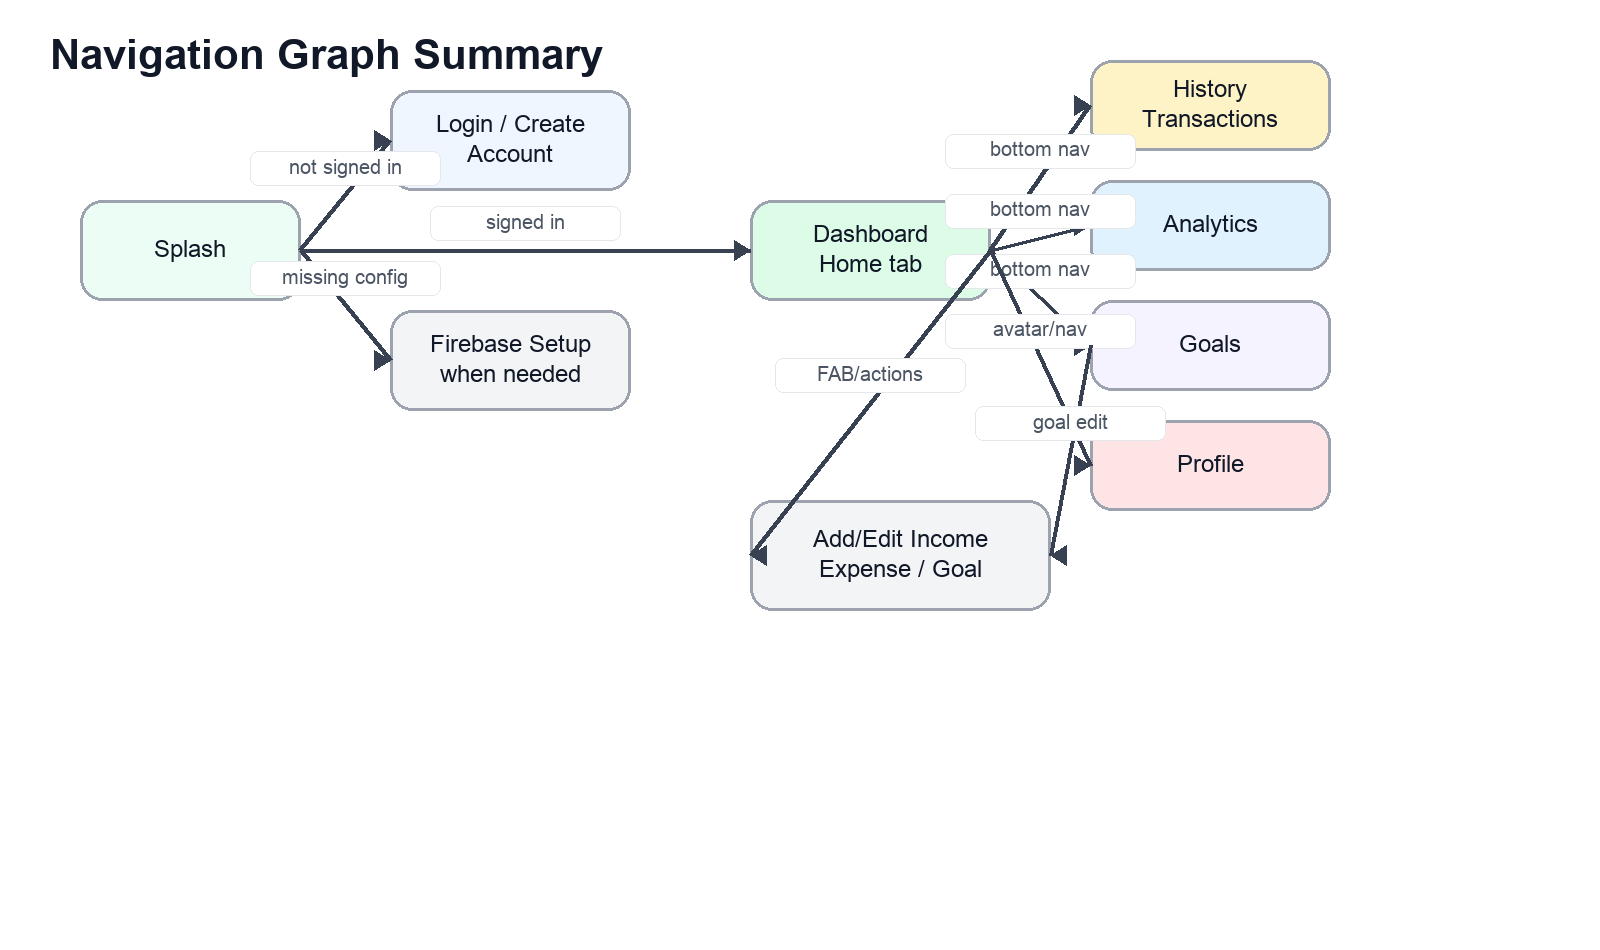 Navigation Graph Summary
Login / Create
Account
not signed in
Splash
signed in
missing config
Firebase Setup
when needed
Dashboard
Home tab
History
Transactions
bottom nav
bottom nav
Analytics
bottom nav
avatar/nav
Goals
FAB/actions
goal edit
Profile
Add/Edit Income
Expense / Goal